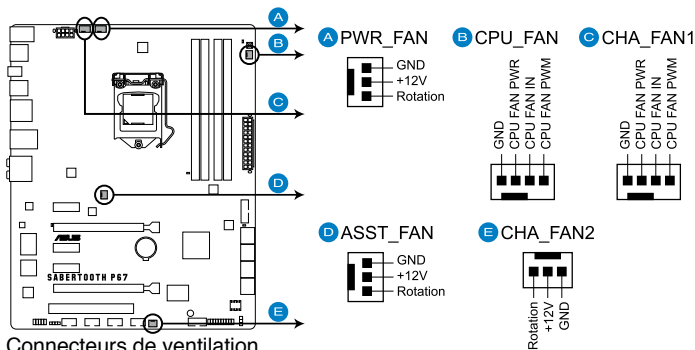 A PWR_FAN
GND
+12V
Rotation
B CPU_FAN
GND
CPU FAN PWR
CPU FAN IN
CPU FAN PWM
C CHA_FAN1
GND
CPU FAN PWR
CPU FAN IN
CPU FAN PWM
D ASST_FAN
GND
+12V
Rotation
E CHA_FAN2
Rotation
+12V
GND
A
B
C
D
E
ASUS
SABERTOOTH P67
Connecteurs de ventilation